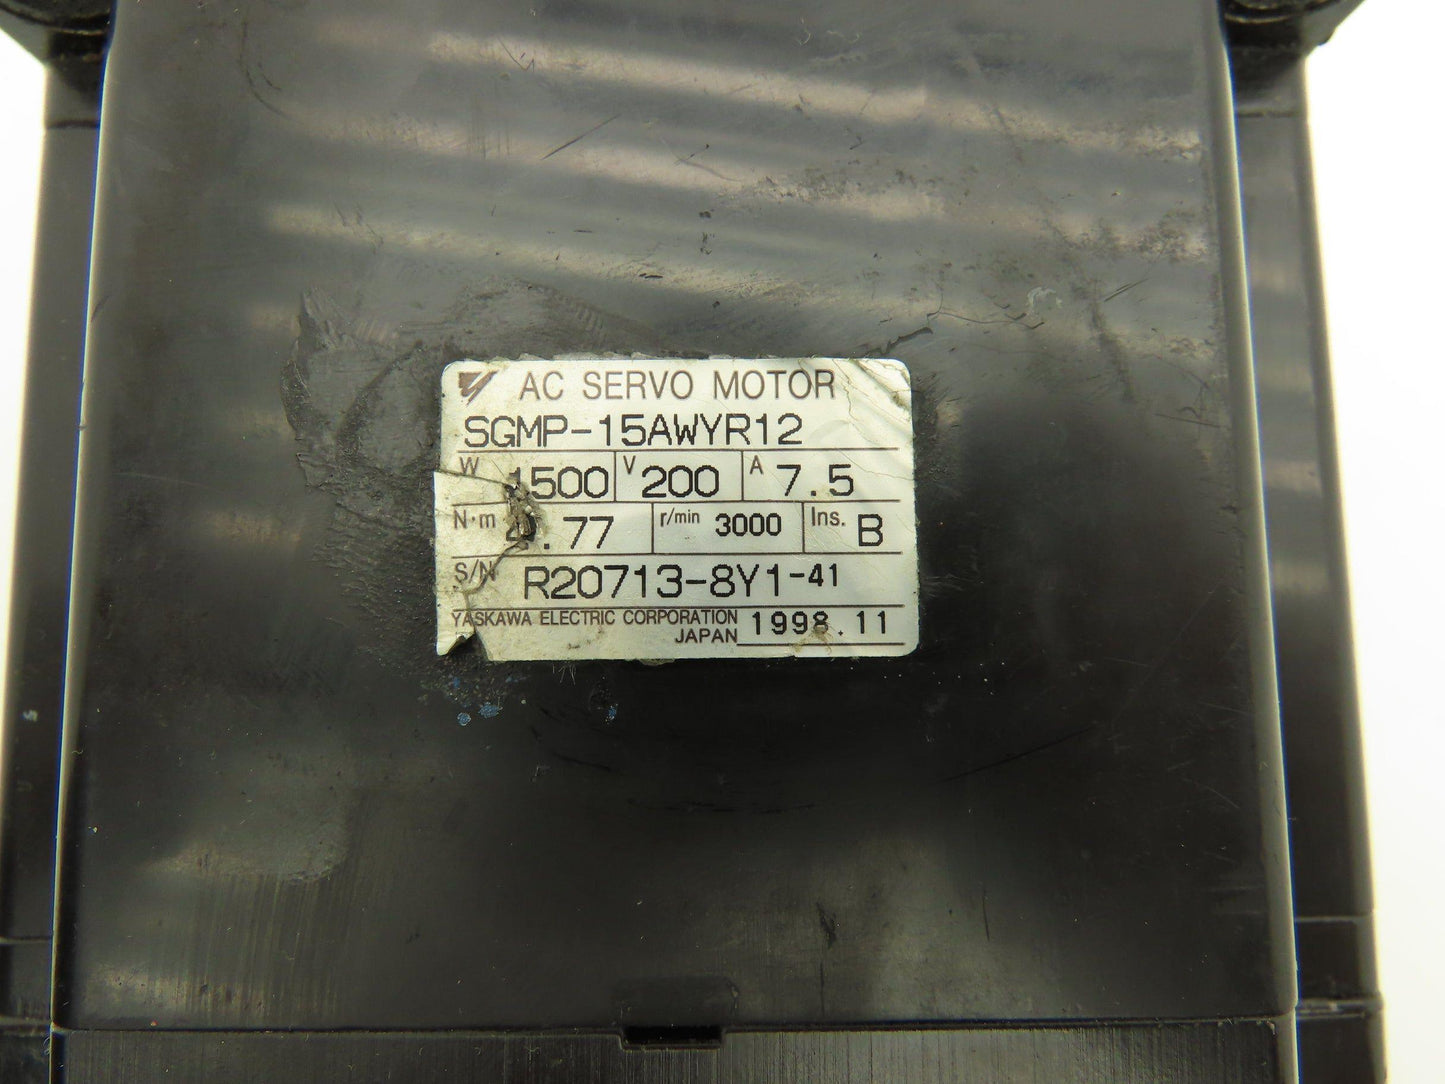 AC SERVO MOTOR
SGMP-15AWYR12
W 1500 V 200 A 7.5
N·m .77 r/min 3000 Ins. B
S/N R20713-8Y1-41
YASKAWA ELECTRIC CORPORATION
JAPAN 1998.11